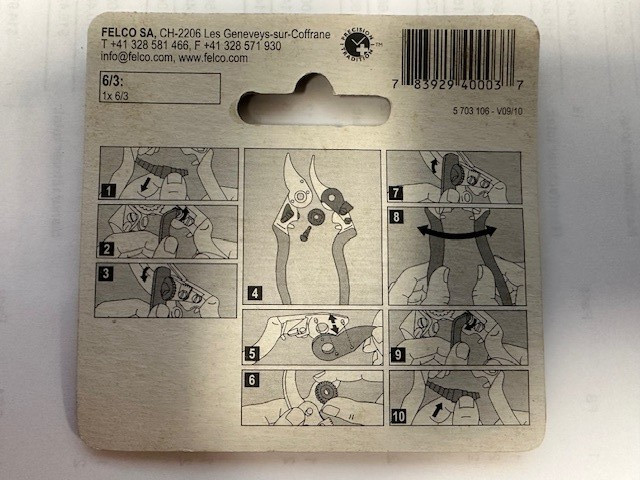 FELCO SA, CH-2206 Les Geneveys-sur-Coffrane
T +41 328 581 466, F +41 328 571 930
info@felco.com, www.felco.com
PRECISION
TRADITION
TM
7 83929 40003 7
6/3:
1x 6/3
5 703 106 - V09/10
1
2
3
4
5
6
7
8
9
10